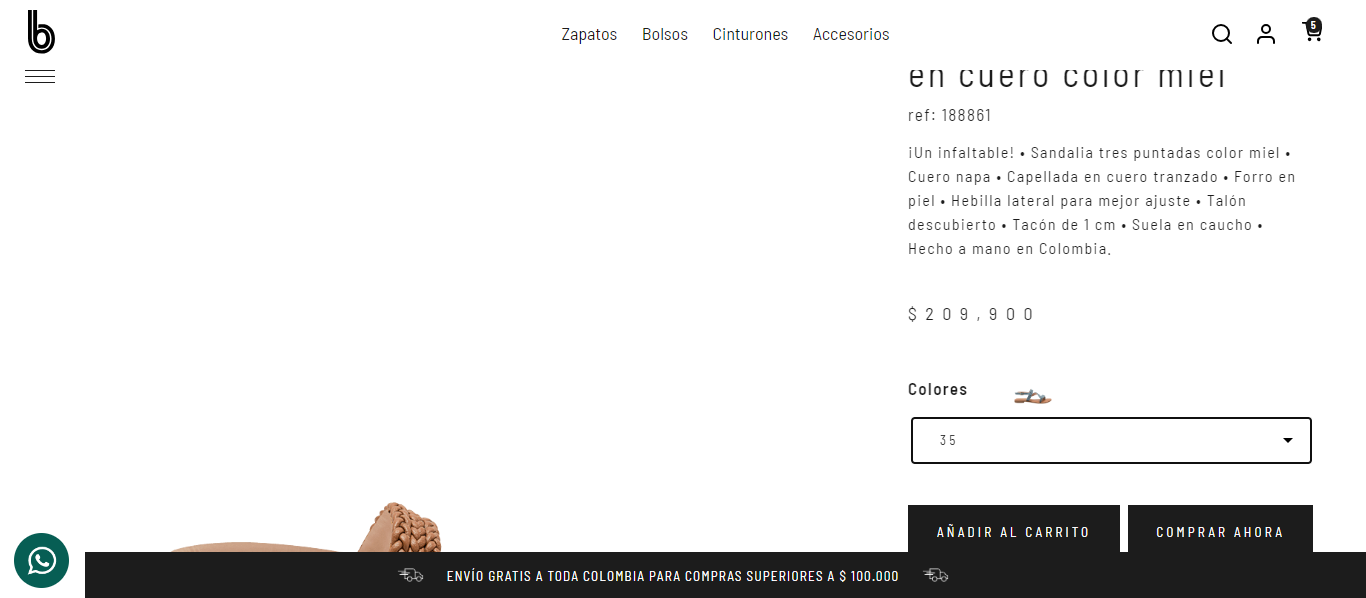 b
Zapatos Bolsos Cinturones Accesorios
5
en cuero color miel
ref: 188861
¡Un infaltable! • Sandalia tres puntadas color miel •
Cuero napa • Capellada en cuero tranzado • Forro en
piel • Hebilla lateral para mejor ajuste • Talón
descubierto • Tacón de 1 cm • Suela en caucho •
Hecho a mano en Colombia.
$209,900
Colores
35
AÑADIR AL CARRITO COMPRAR AHORA
ENVÍO GRATIS A TODA COLOMBIA PARA COMPRAS SUPERIORES A $ 100.000